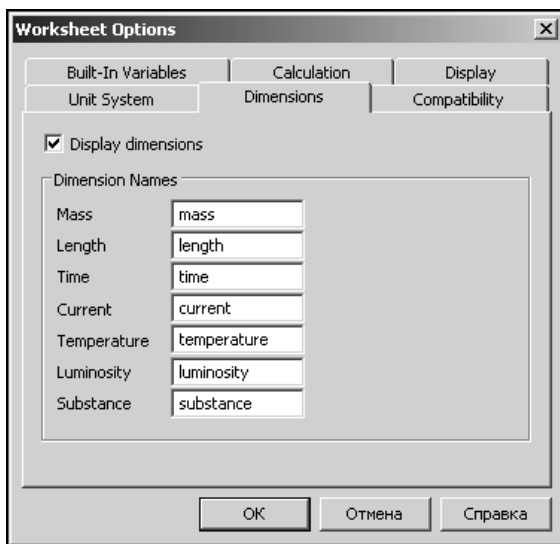 Worksheet Options
Built-In Variables Calculation Display
Unit System Dimensions Compatibility
Display dimensions
Dimension Names
Mass mass
Length length
Time time
Current current
Temperature temperature
Luminosity luminosity
Substance substance
OK Отмена Справка